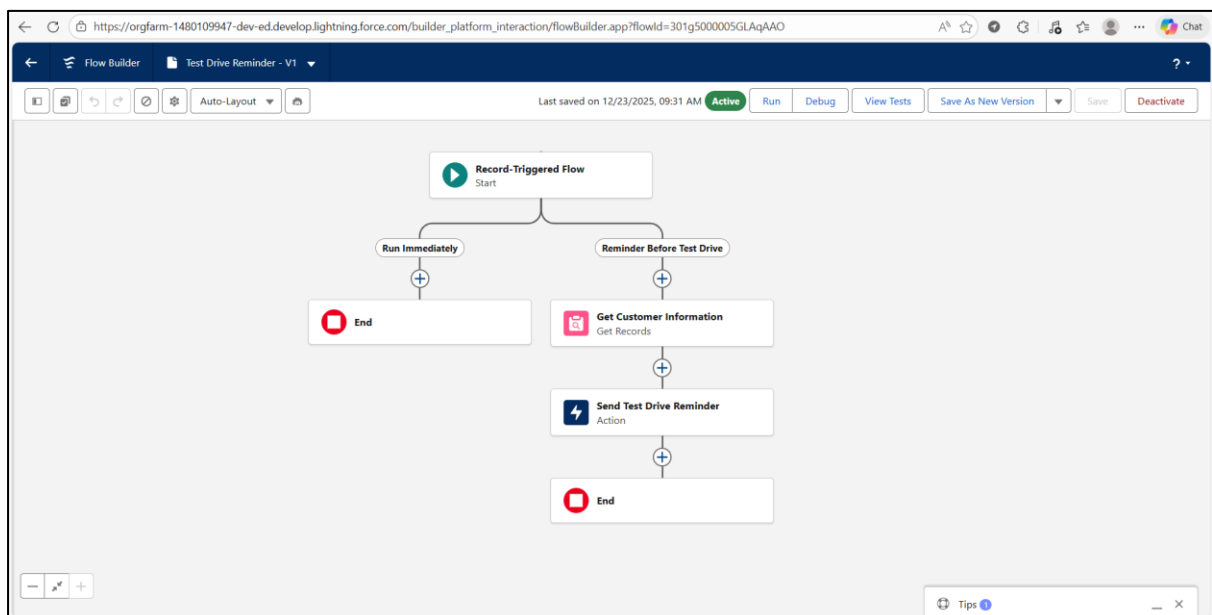 https://orgfarm-1480109947-dev-ed.develop.lightning.force.com/builder_platform_interaction/flowBuilder.app?flowId=301g5000005GLAqAAO
Chat
Flow Builder
Test Drive Reminder - V1
?
Auto-Layout
Last saved on 12/23/2025, 09:31 AM
Active
Run
Debug
View Tests
Save As New Version
Save
Deactivate
Record-Triggered Flow
Start
Run Immediately
Reminder Before Test Drive
End
Get Customer Information
Get Records
Send Test Drive Reminder
Action
End
Tips 1